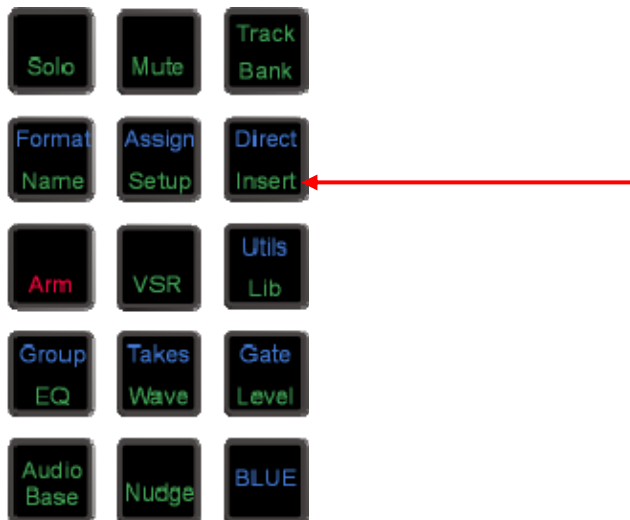 Solo
Mute
Track
Bank
Format
Name
Assign
Setup
Direct
Insert
Arm
VSR
Utils
Lib
Group
EQ
Takes
Wave
Gate
Level
Audio
Base
Nudge
BLUE